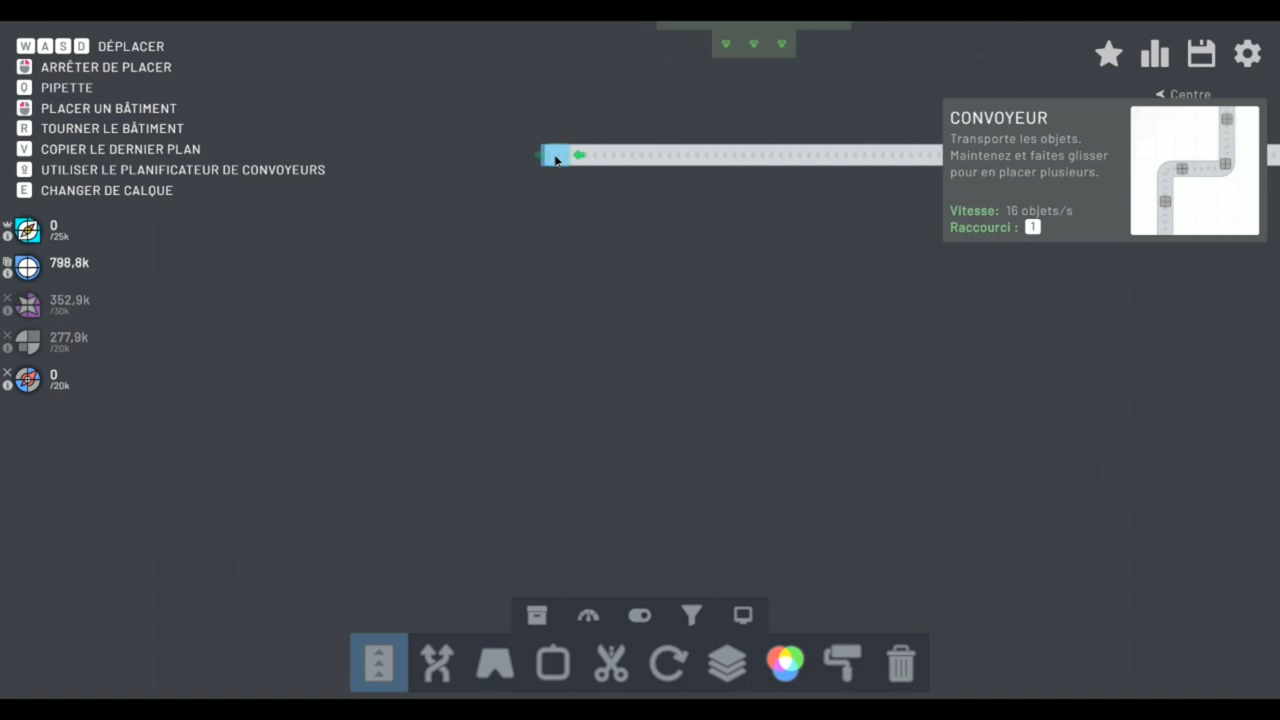 W A S D DÉPLACER
ARRÊTER DE PLACER
Q PIPETTE
PLACER UN BÂTIMENT
R TOURNER LE BÂTIMENT
V COPIER LE DERNIER PLAN
⇧ UTILISER LE PLANIFICATEUR DE CONVOYEURS
E CHANGER DE CALQUE
0
/25k
798,8k
352,9k
/30k
277,9k
/20k
0
/20k
Centre
CONVOYEUR
Transporte les objets.
Maintenez et faites glisser
pour en placer plusieurs.
Vitesse: 16 objets/s
Raccourci : 1